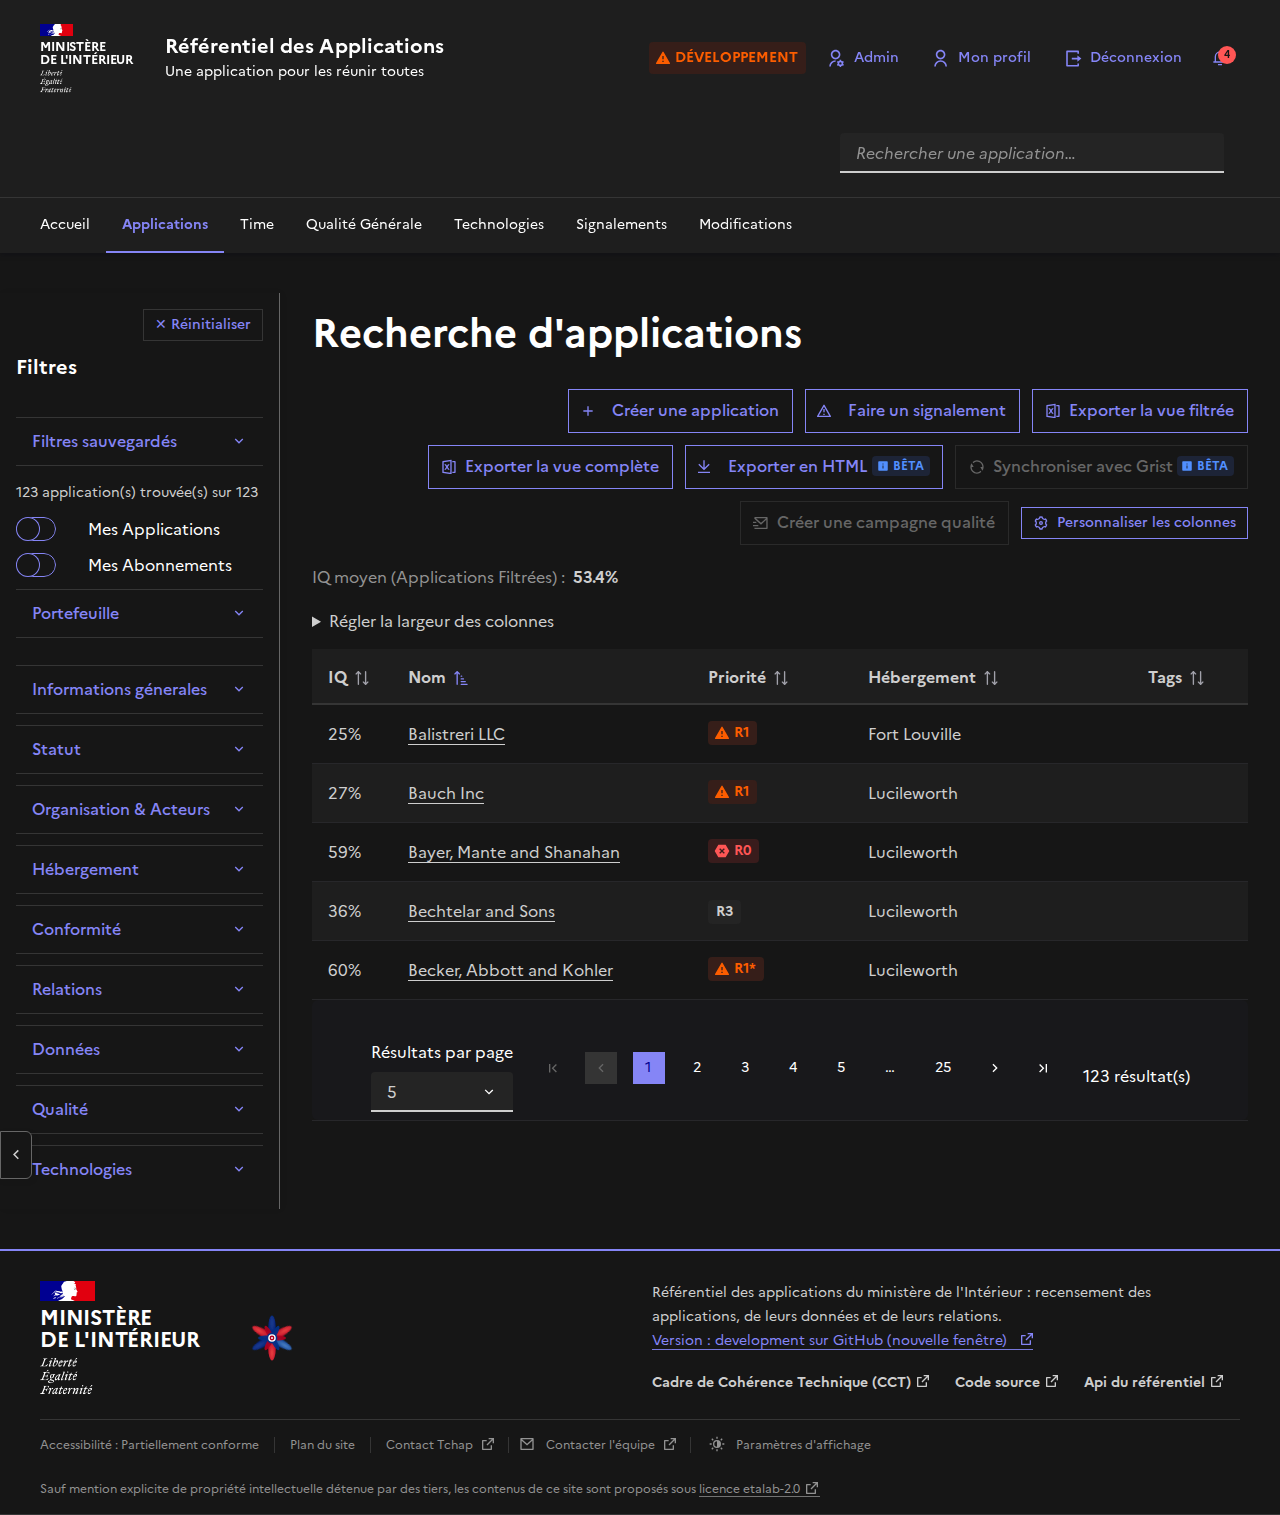 MINISTÈRE
DE L'INTÉRIEUR
Liberté
Égalité
Fraternité
Référentiel des Applications
Une application pour les réunir toutes
DÉVELOPPEMENT
Admin
Mon profil
Déconnexion
4
Rechercher une application...
Accueil
Applications
Time
Qualité Générale
Technologies
Signalements
Modifications
× Réinitialiser
Filtres
Filtres sauvegardés
123 application(s) trouvée(s) sur 123
Mes Applications
Mes Abonnements
Portefeuille
Informations génerales
Statut
Organisation & Acteurs
Hébergement
Conformité
Relations
Données
Qualité
Technologies
Recherche d'applications
Créer une application
Faire un signalement
Exporter la vue filtrée
Exporter la vue complète
Exporter en HTML BÊTA
Synchroniser avec Grist BÊTA
Créer une campagne qualité
Personnaliser les colonnes
IQ moyen (Applications Filtrées) : 53.4%
Régler la largeur des colonnes
IQ Nom Priorité Hébergement Tags
25% Balistreri LLC R1 Fort Louville
27% Bauch Inc R1 Lucileworth
59% Bayer, Mante and Shanahan R0 Lucileworth
36% Bechtelar and Sons R3 Lucileworth
60% Becker, Abbott and Kohler R1* Lucileworth
Résultats par page
5
1 2 3 4 5 … 25
123 résultat(s)
MINISTÈRE
DE L'INTÉRIEUR
Liberté
Égalité
Fraternité
Référentiel des applications du ministère de l'Intérieur : recensement des
applications, de leurs données et de leurs relations.
Version : development sur GitHub (nouvelle fenêtre)
Cadre de Cohérence Technique (CCT)
Code source
Api du référentiel
Accessibilité : Partiellement conforme
Plan du site
Contact Tchap
Contacter l'équipe
Paramètres d'affichage
Sauf mention explicite de propriété intellectuelle détenue par des tiers, les contenus de ce site sont proposés sous licence etalab-2.0